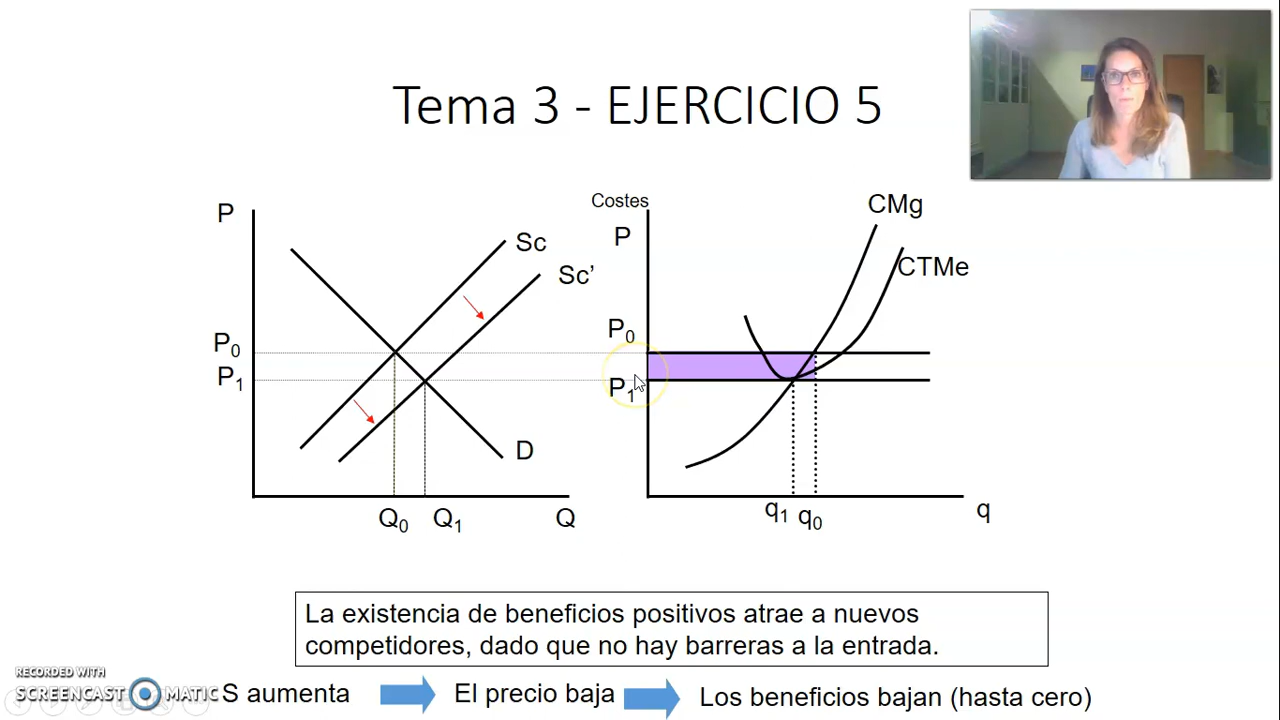 Tema 3 - EJERCICIO 5
P
Sc
Sc’
P0
P1
D
Q0
Q1
Q
Costes
P
CMg
CTMe
P0
P1
q1
q0
q
La existencia de beneficios positivos atrae a nuevos
competidores, dado que no hay barreras a la entrada.
RECORDED WITH
SCREENCAST MATIC
S aumenta
El precio baja
Los beneficios bajan (hasta cero)